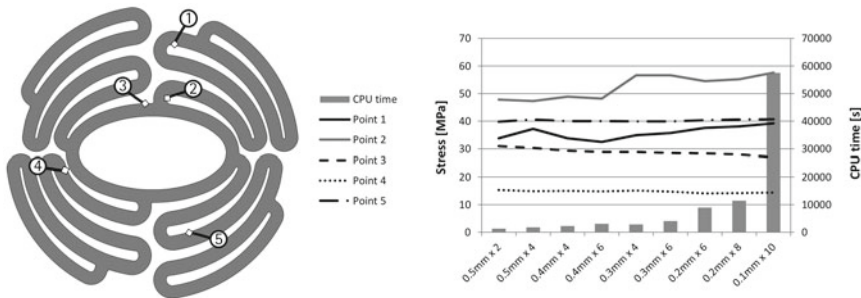 1
2
3
4
5
CPU time
Point 1
Point 2
Point 3
Point 4
Point 5
Stress [MPa]
70
60
50
40
30
20
10
0
70000
60000
50000
40000
30000
20000
10000
0
CPU time [s]
0.5mm x 2
0.5mm x 4
0.4mm x 4
0.4mm x 6
0.3mm x 4
0.3mm x 6
0.2mm x 6
0.2mm x 8
0.1mm x 10